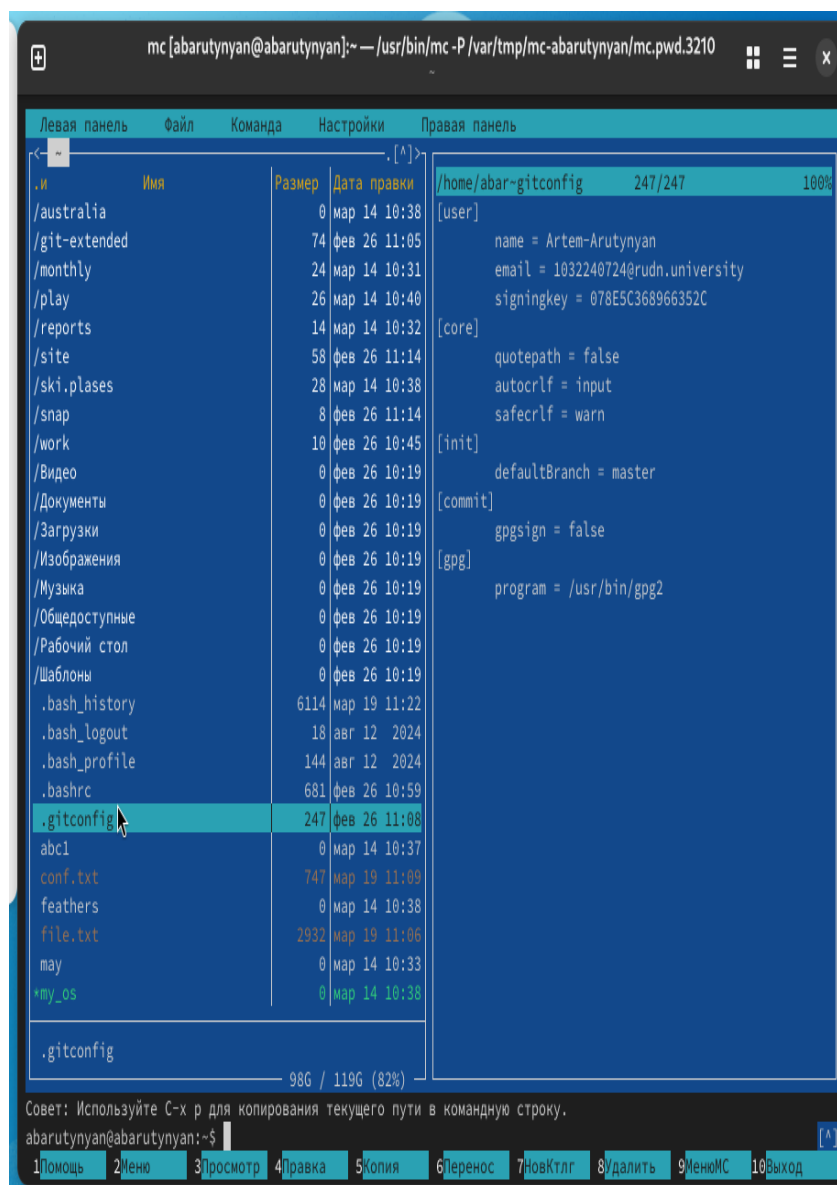 mc [abarutynyan@abarutynyan]:~ — /usr/bin/mc -P /var/tmp/mc-abarutynyan/mc.pwd.3210
~
Левая панель Файл Команда Настройки Правая панель
<- ~ .[^]>
.и Имя Размер Дата правки
/australia 0 мар 14 10:38
/git-extended 74 фев 26 11:05
/monthly 24 мар 14 10:31
/play 26 мар 14 10:40
/reports 14 мар 14 10:32
/site 58 фев 26 11:14
/ski.plases 28 мар 14 10:38
/snap 8 фев 26 11:14
/work 10 фев 26 10:45
/Видео 0 фев 26 10:19
/Документы 0 фев 26 10:19
/Загрузки 0 фев 26 10:19
/Изображения 0 фев 26 10:19
/Музыка 0 фев 26 10:19
/Общедоступные 0 фев 26 10:19
/Рабочий стол 0 фев 26 10:19
/Шаблоны 0 фев 26 10:19
.bash_history 6114 мар 19 11:22
.bash_logout 18 авг 12 2024
.bash_profile 144 авг 12 2024
.bashrc 681 фев 26 10:59
.gitconfig 247 фев 26 11:08
abc1 0 мар 14 10:37
conf.txt 747 мар 19 11:09
feathers 0 мар 14 10:38
file.txt 2932 мар 19 11:06
may 0 мар 14 10:33
*my_os 0 мар 14 10:38
.gitconfig
98G / 119G (82%)
/home/abar~gitconfig 247/247 100%
[user]
name = Artem-Arutynyan
email = 1032240724@rudn.university
signingkey = 078E5C368966352C
[core]
quotepath = false
autocrlf = input
safecrlf = warn
[init]
defaultBranch = master
[commit]
gpgsign = false
[gpg]
program = /usr/bin/gpg2
Совет: Используйте C-x p для копирования текущего пути в командную строку.
abarutynyan@abarutynyan:~$ [^]
1Помощь 2Меню 3Просмотр 4Правка 5Копия 6Перенос 7НовКтлг 8Удалить 9МенюМС 10Выход